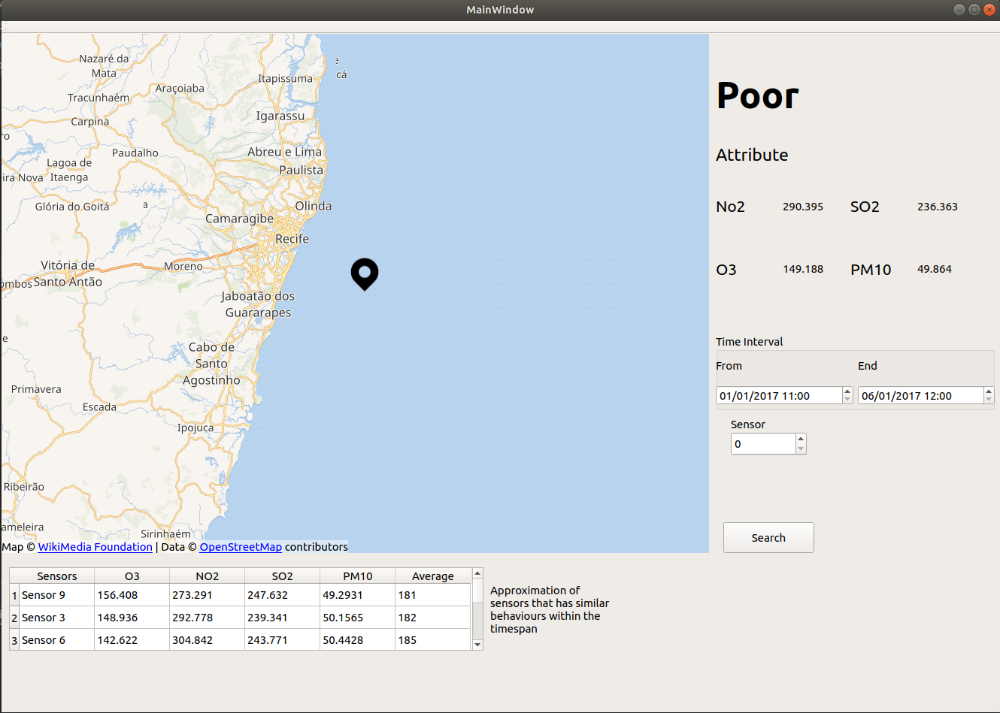 MainWindow
Nazaré da
Mata
e
cá
Itapissuma
Araçoiaba
Tracunhaém
Igarassu
Carpina
ro
Abreu e Lima
Paudalho
Lagoa de
Paulista
eira Nova
Itaenga
Olinda
Glória do Goitá
a
Camaragibe
Recife
Vitória de
Moreno
ombos
Santo Antão
Jaboatão dos
Guararapes
e
Cabo de
Santo
Agostinho
Primavera
Escada
Ipojuca
Ribeirão
ameleira
Sirinhaém
Map © WikiMedia Foundation | Data © OpenStreetMap contributors
Poor
Attribute
No2 290.395 SO2 236.363
O3 149.188 PM10 49.864
Time Interval
From End
01/01/2017 11:00 06/01/2017 12:00
Sensor
0
Search
Sensors O3 NO2 SO2 PM10 Average
1 Sensor 9 156.408 273.291 247.632 49.2931 181
2 Sensor 3 148.936 292.778 239.341 50.1565 182
3 Sensor 6 142.622 304.842 243.771 50.4428 185
Approximation of
sensors that has similar
behaviours within the
timespan